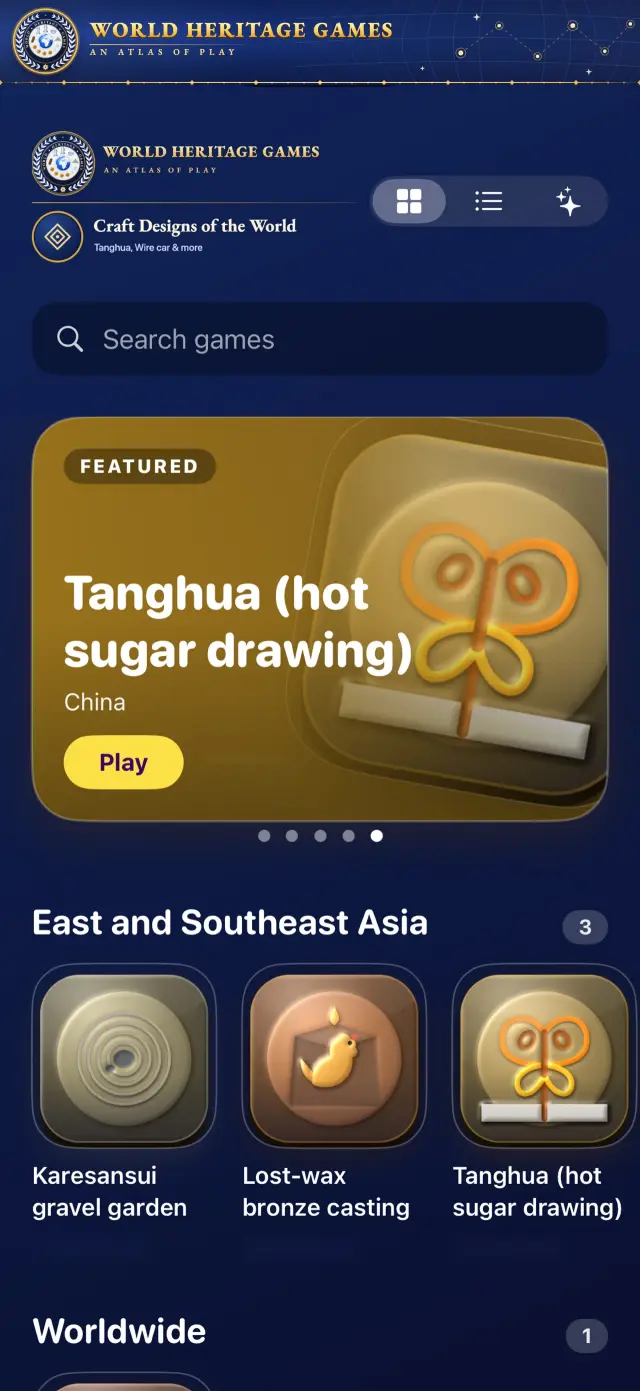 WORLD HERITAGE GAMES
AN ATLAS OF PLAY
WORLD HERITAGE GAMES
AN ATLAS OF PLAY
Craft Designs of the World
Tanghua, Wire car & more
Search games
FEATURED
Tanghua (hot
sugar drawing)
China
Play
East and Southeast Asia
3
Karesansui
gravel garden
Lost-wax
bronze casting
Tanghua (hot
sugar drawing)
Worldwide
1